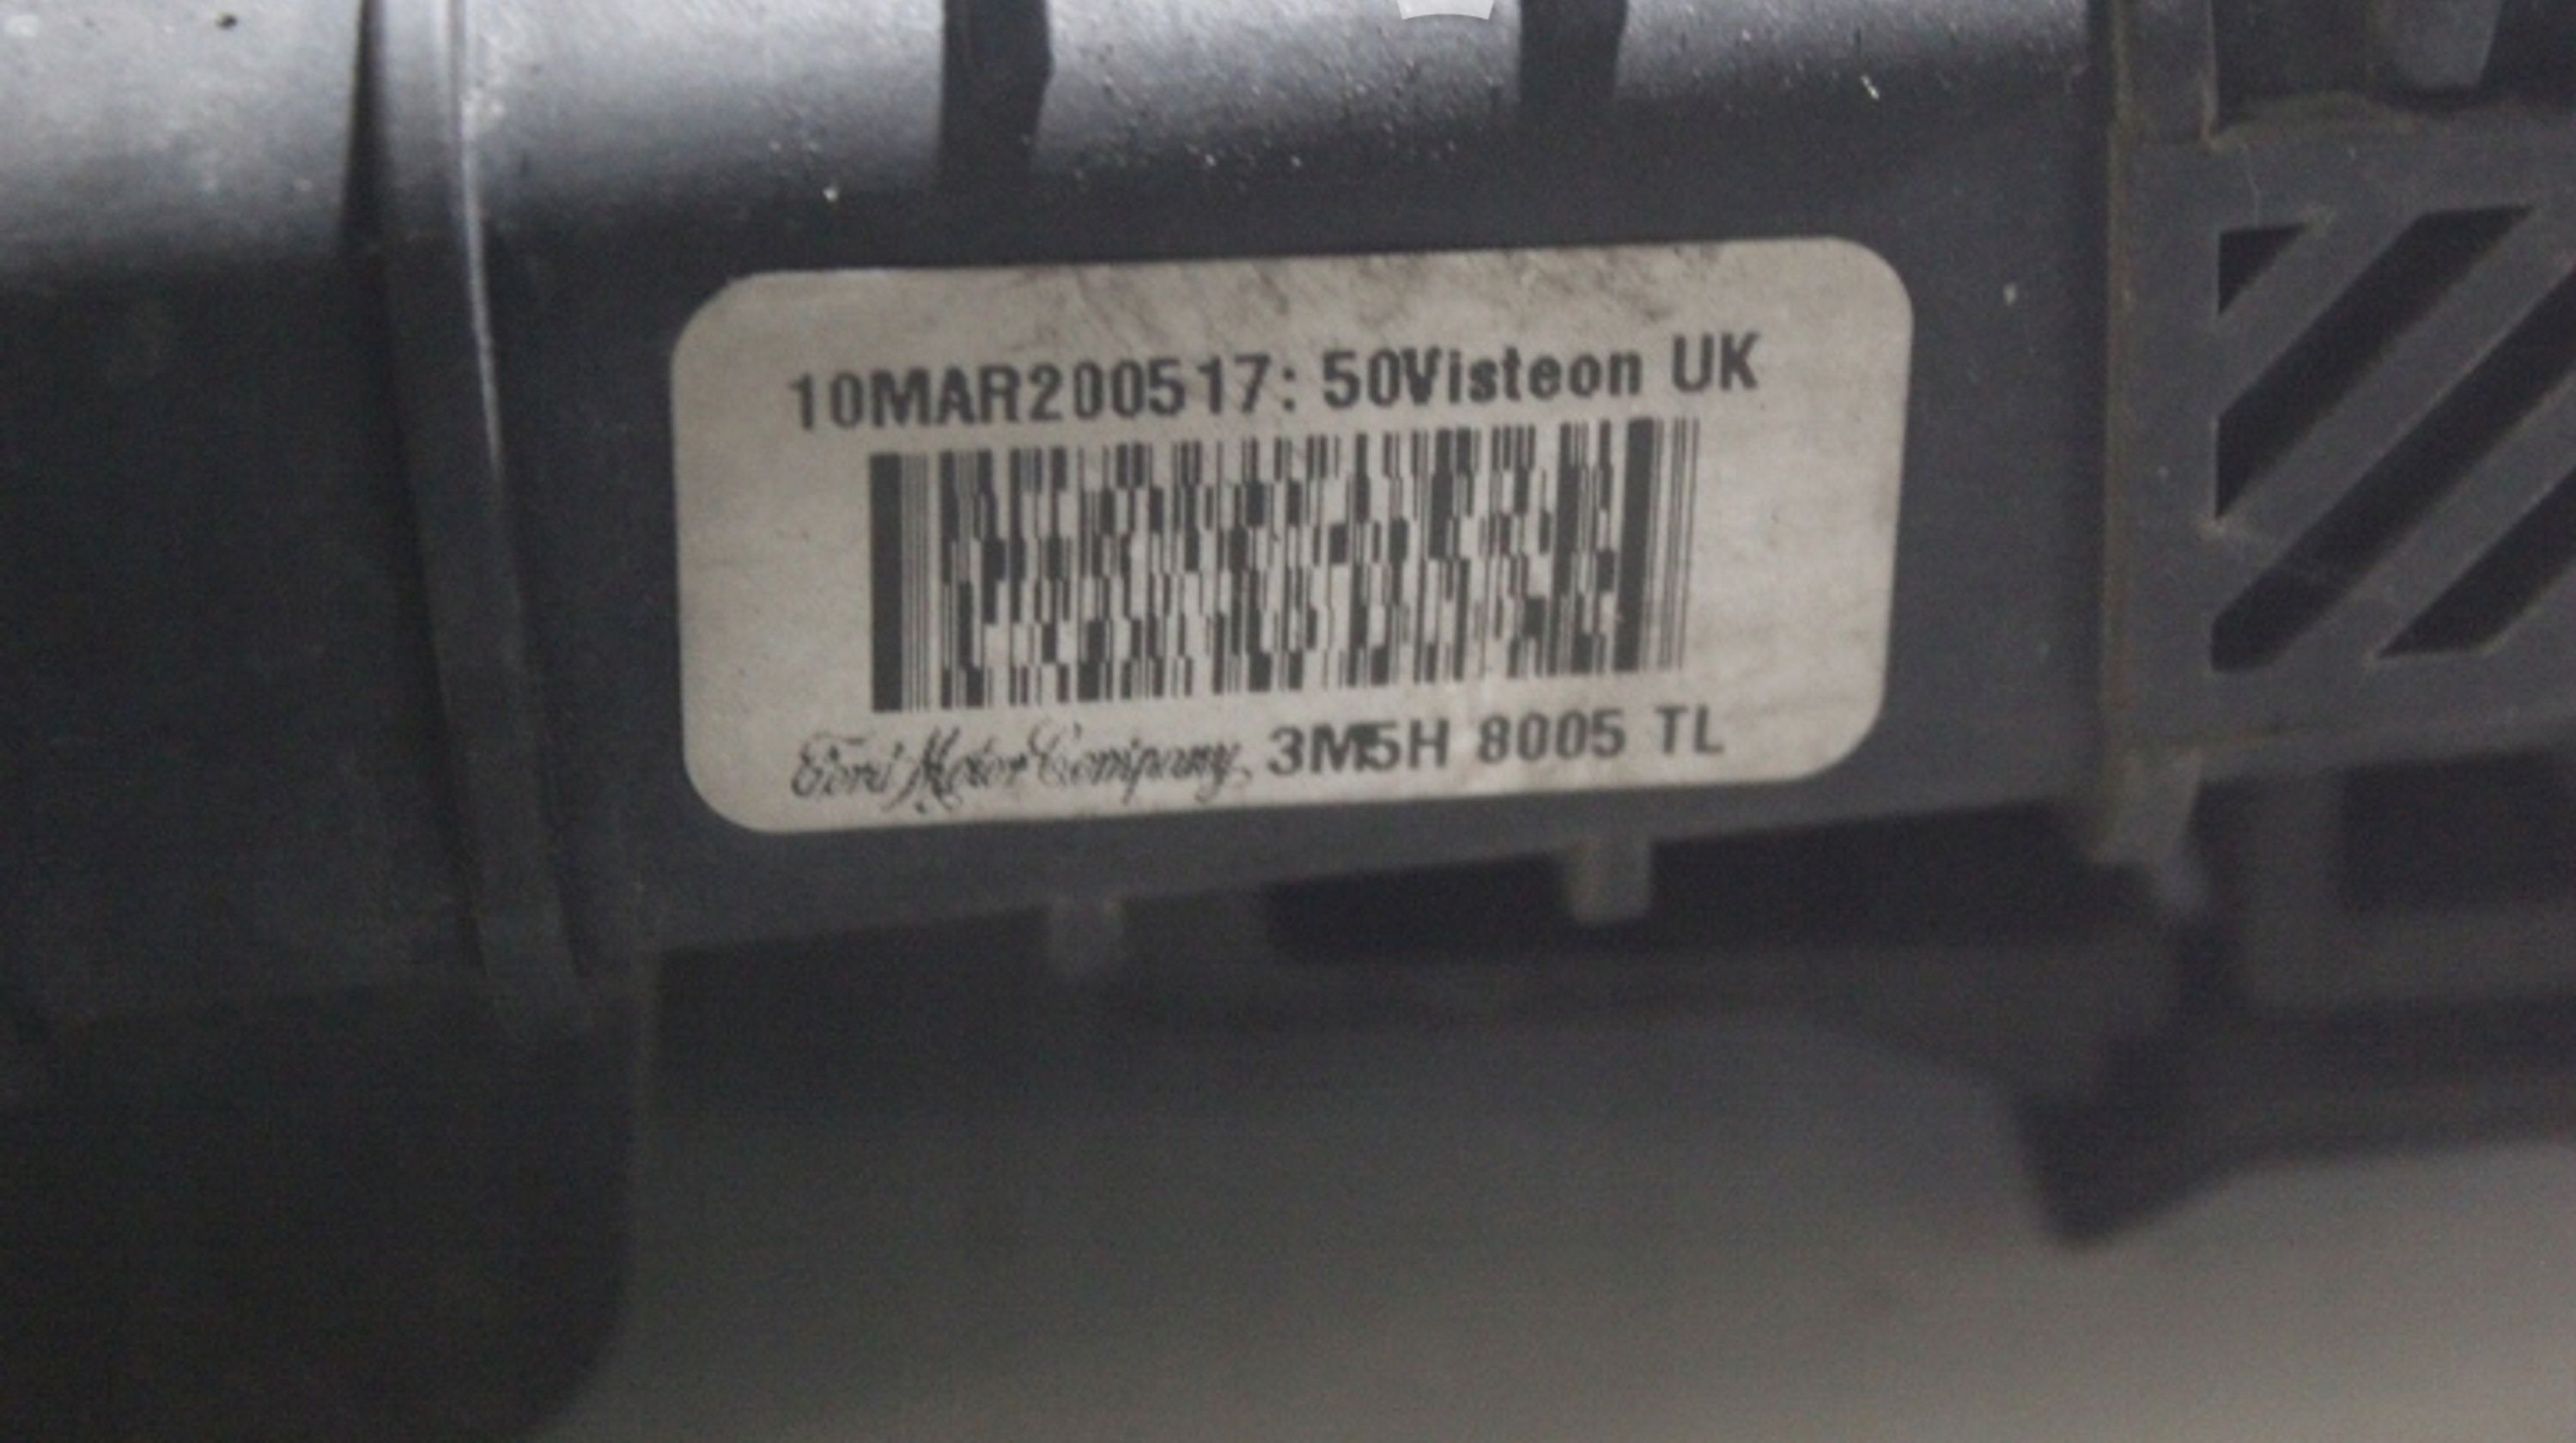 10MAR200517: 50Visteon UK
Ford Motor Company, 3M5H 8005 TL